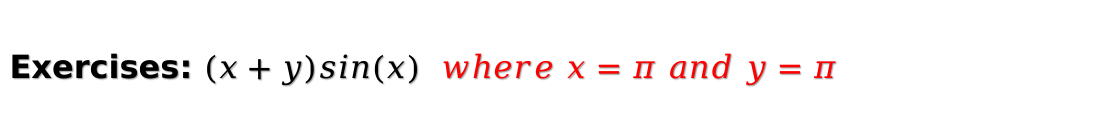 Exercises: (x + y)sin(x) where x = π and y = π